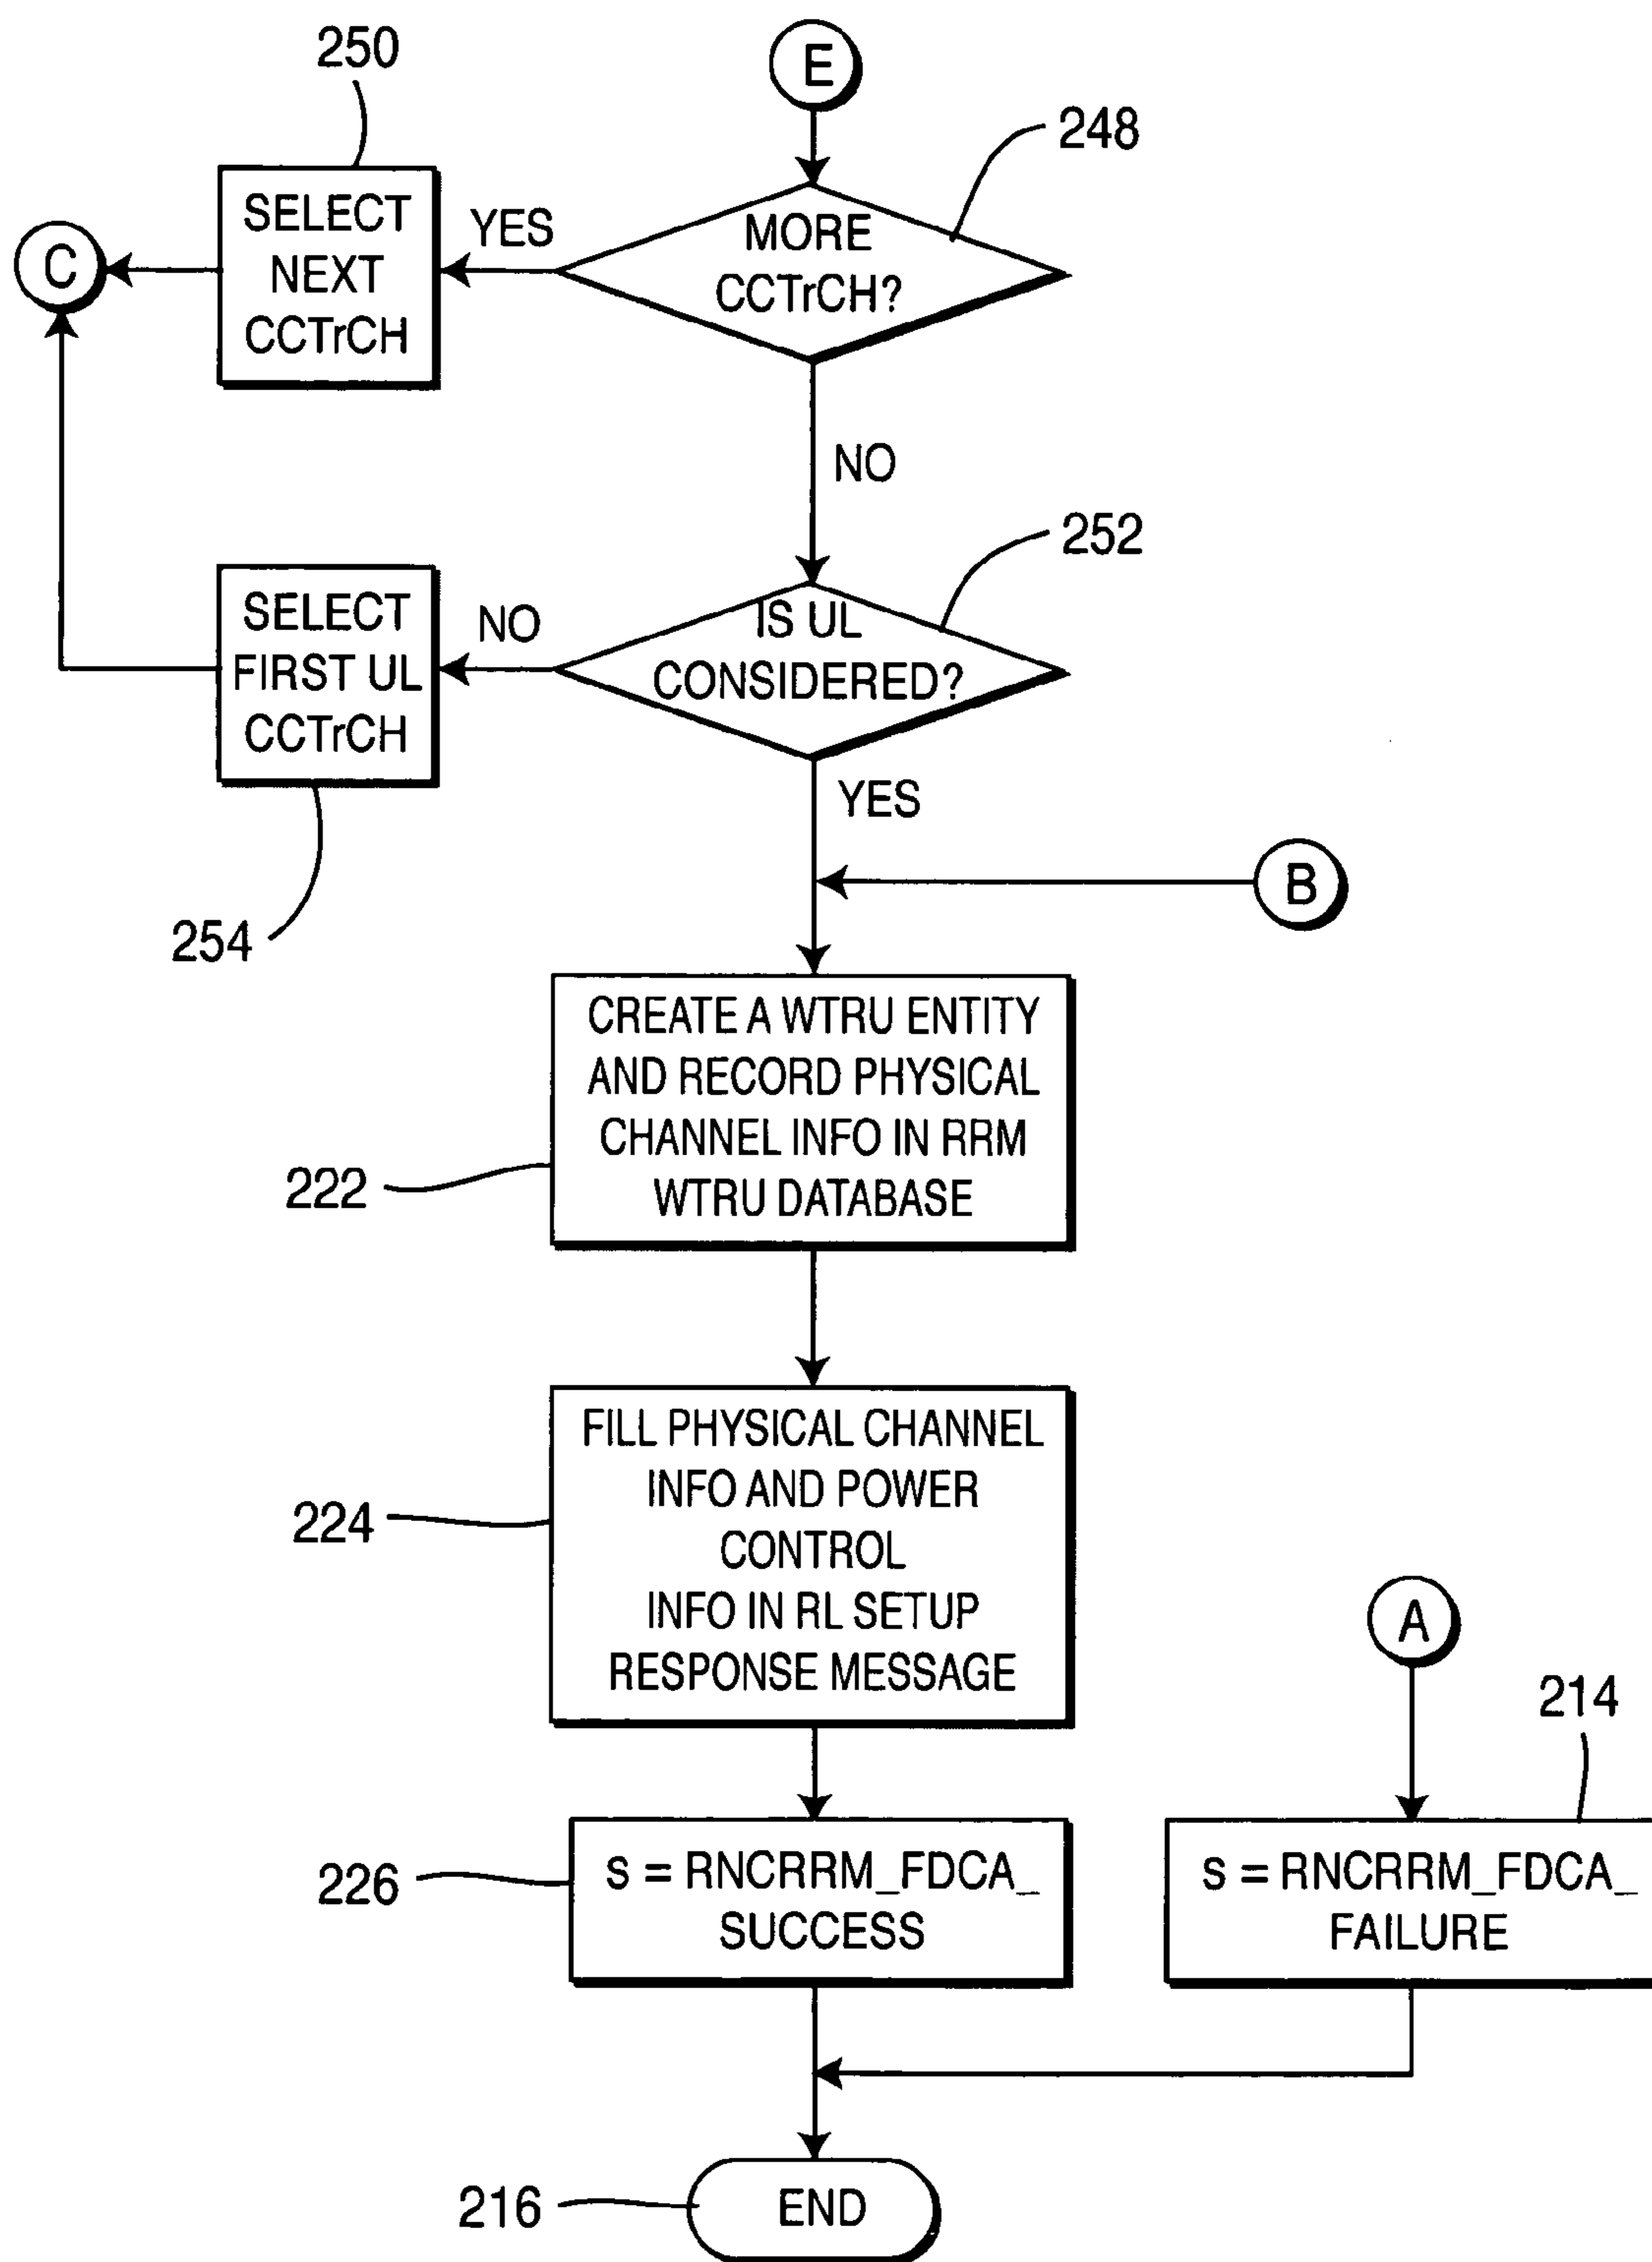 250
E
248
SELECT
NEXT
CCTrCH
YES
MORE
CCTrCH?
C
NO
252
SELECT
FIRST UL
CCTrCH
NO
IS UL
CONSIDERED?
YES
B
254
CREATE A WTRU ENTITY
AND RECORD PHYSICAL
CHANNEL INFO IN RRM
WTRU DATABASE
222
FILL PHYSICAL CHANNEL
INFO AND POWER
CONTROL
INFO IN RL SETUP
RESPONSE MESSAGE
224
A
214
226
s = RNCRRM_FDCA_
SUCCESS
s = RNCRRM_FDCA_
FAILURE
216
END